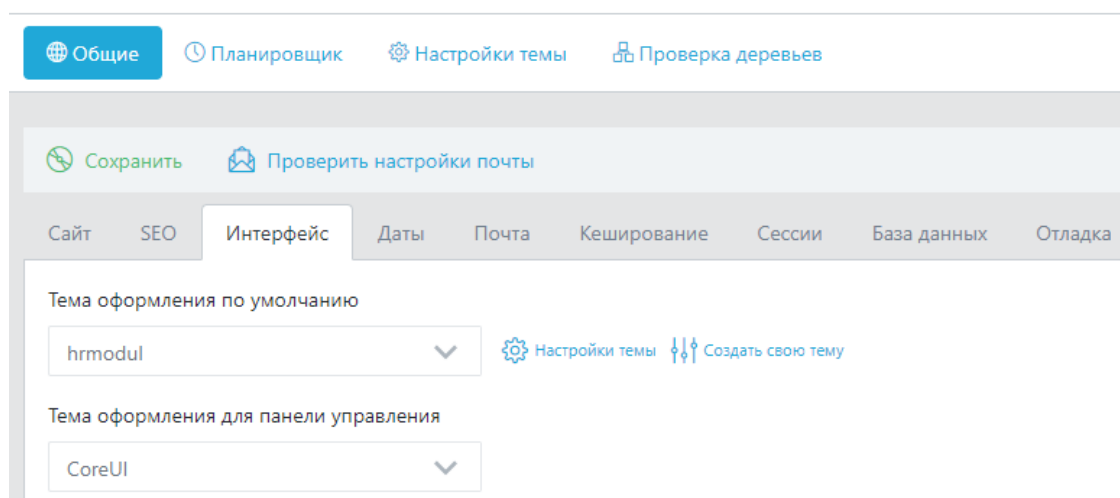 Общие Планировщик Настройки темы Проверка деревьев
Сохранить Проверить настройки почты
Сайт SEO Интерфейс Даты Почта Кеширование Сессии База данных Отладка
Тема оформления по умолчанию
hrmodul Настройки темы Создать свою тему
Тема оформления для панели управления
CoreUI